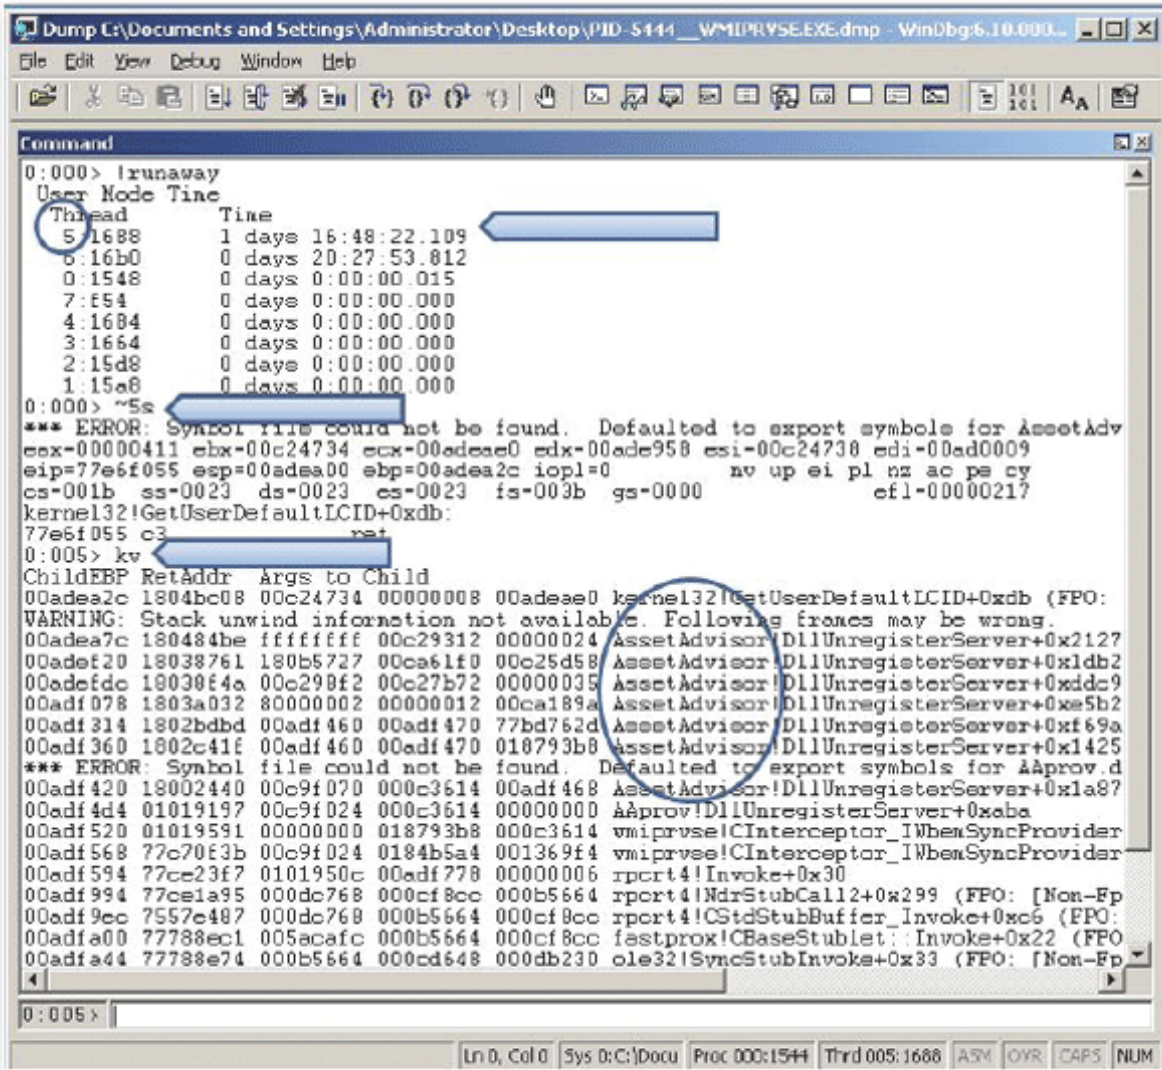 Dump C:\Documents and Settings\Administrator\Desktop\PID-5444__WMIPRVSE.EXE.dmp - WinDbg:6.10.000...
File Edit View Debug Window Help
Command
0:000> !runaway
User Mode Time
Thread Time
5:1688 1 days 16:48:22.109
6:16b0 0 days 20:27:53.812
0:1548 0 days 0:00:00.015
7:f54 0 days 0:00:00.000
4:1684 0 days 0:00:00.000
3:1664 0 days 0:00:00.000
2:15d8 0 days 0:00:00.000
1:15a8 0 days 0:00:00.000
0:000> ~5s
*** ERROR: Symbol file could not be found. Defaulted to export symbols for AssetAdv
eax=00000411 ebx=00c24734 ecx=00adeae0 edx=00ade958 esi=00c24738 edi=00ad0009
eip=77e6f055 esp=00adea00 ebp=00adea2c iopl=0 nv up ei pl nz ac pe cy
cs=001b ss=0023 ds=0023 es=0023 fs=003b gs=0000 efl=00000217
kernel32!GetUserDefaultLCID+0xdb:
77e6f055 c3 ret
0:005> kv
ChildEBP RetAddr Args to Child
00adea2c 1804bc08 00c24734 00000008 00adeae0 kernel32!GetUserDefaultLCID+0xdb (FPO:
WARNING: Stack unwind information not available. Following frames may be wrong.
00adea7c 180484be ffffffff 00c29312 00000024 AssetAdvisor!DllUnregisterServer+0x2127
00adef20 18038761 180b5727 00ca61f0 00c25d58 AssetAdvisor!DllUnregisterServer+0x1db2
00adefdc 18038f4a 00c298f2 00c27b72 00000035 AssetAdvisor!DllUnregisterServer+0xddc9
00adf078 1803a032 80000002 00000012 00ca189a AssetAdvisor!DllUnregisterServer+0xe5b2
00adf314 1802bdbd 00adf460 00adf470 77bd762d AssetAdvisor!DllUnregisterServer+0xf69a
00adf360 1802c41f 00adf460 00adf470 018793b8 AssetAdvisor!DllUnregisterServer+0x1425
*** ERROR: Symbol file could not be found. Defaulted to export symbols for AAprov.d
00adf420 18002440 00c9f070 000c3614 00adf468 AssetAdvisor!DllUnregisterServer+0x1a87
00adf4d4 01019197 00c9f024 000c3614 00000000 AAprov!DllUnregisterServer+0xaba
00adf520 01019591 00000000 018793b8 000c3614 wmiprvse!CInterceptor_IWbemSyncProvider
00adf568 77c70f3b 00c9f024 0184b5a4 001369f4 wmiprvse!CInterceptor_IWbemSyncProvider
00adf594 77ce23f7 0101950c 00adf778 00000006 rpcrt4!Invoke+0x30
00adf994 77ce1a95 000dc768 000cf8cc 000b5664 rpcrt4!NdrStubCall2+0x299 (FPO: [Non-Fp
00adf9ec 7557e487 000dc768 000b5664 000cf8cc rpcrt4!CStdStubBuffer_Invoke+0xc6 (FPO:
00adfa00 77788ec1 005acafc 000b5664 000cf8cc fastprox!CBaseStublet::Invoke+0x22 (FPO
00adfa44 77788e74 000b5664 000cd648 000db230 ole32!SyncStubInvoke+0x33 (FPO: [Non-Fp
0:005>
Ln 0, Col 0 Sys 0:C:\Docu Proc 000:1544 Thrd 005:1688 ASM OVR CAPS NUM